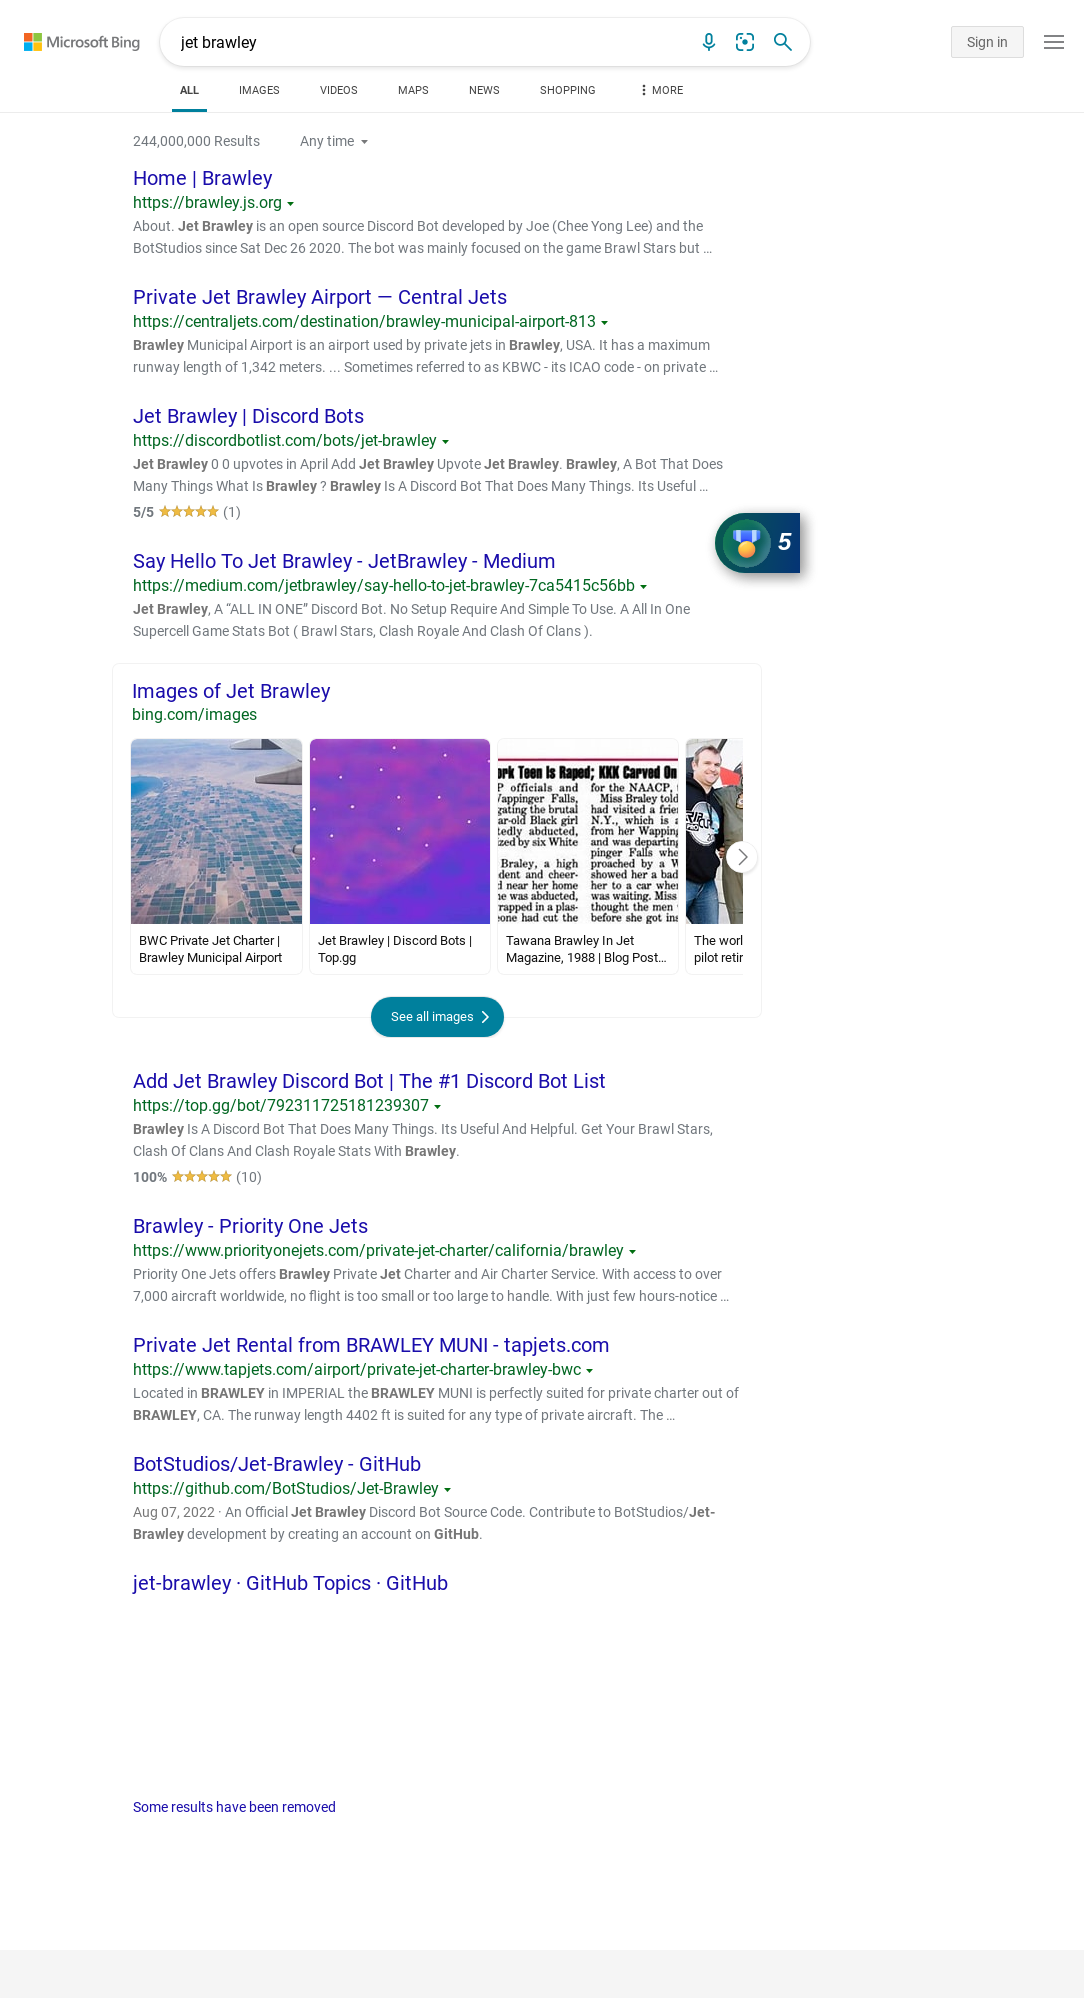 Microsoft Bing
jet brawley
Sign in
ALL IMAGES VIDEOS MAPS NEWS SHOPPING MORE
244,000,000 Results Any time
Home | Brawley
https://brawley.js.org
About. Jet Brawley is an open source Discord Bot developed by Joe (Chee Yong Lee) and the
BotStudios since Sat Dec 26 2020. The bot was mainly focused on the game Brawl Stars but …
Private Jet Brawley Airport — Central Jets
https://centraljets.com/destination/brawley-municipal-airport-813
Brawley Municipal Airport is an airport used by private jets in Brawley, USA. It has a maximum
runway length of 1,342 meters. ... Sometimes referred to as KBWC - its ICAO code - on private …
Jet Brawley | Discord Bots
https://discordbotlist.com/bots/jet-brawley
Jet Brawley 0 0 upvotes in April Add Jet Brawley Upvote Jet Brawley. Brawley, A Bot That Does
Many Things What Is Brawley ? Brawley Is A Discord Bot That Does Many Things. Its Useful …
5/5 (1)
5
Say Hello To Jet Brawley - JetBrawley - Medium
https://medium.com/jetbrawley/say-hello-to-jet-brawley-7ca5415c56bb
Jet Brawley, A “ALL IN ONE” Discord Bot. No Setup Require And Simple To Use. A All In One
Supercell Game Stats Bot ( Brawl Stars, Clash Royale And Clash Of Clans ).
Images of Jet Brawley
bing.com/images
ork Teen Is Raped; KKK Carved On
P officials and
Wappinger Falls,
gating the brutal
ar-old Black girl
tedly abducted,
ized by six White
Braley, a high
dent and cheer-
d near her home
he was abducted,
rapped in a plas-
eone had cut the
for the NAACP,
Miss Braley told
had visited a frie
N.Y., which is
from her Wapping
and was departing
pinger Falls whe
proached by a W
showed her a bad
her to a car wher
was waiting. Miss
thought the men
before she got ins
BWC Private Jet Charter |
Brawley Municipal Airport
Jet Brawley | Discord Bots |
Top.gg
Tawana Brawley In Jet
Magazine, 1988 | Blog Post…
The worl
pilot retir
See all images
Add Jet Brawley Discord Bot | The #1 Discord Bot List
https://top.gg/bot/792311725181239307
Brawley Is A Discord Bot That Does Many Things. Its Useful And Helpful. Get Your Brawl Stars,
Clash Of Clans And Clash Royale Stats With Brawley.
100% (10)
Brawley - Priority One Jets
https://www.priorityonejets.com/private-jet-charter/california/brawley
Priority One Jets offers Brawley Private Jet Charter and Air Charter Service. With access to over
7,000 aircraft worldwide, no flight is too small or too large to handle. With just few hours-notice …
Private Jet Rental from BRAWLEY MUNI - tapjets.com
https://www.tapjets.com/airport/private-jet-charter-brawley-bwc
Located in BRAWLEY in IMPERIAL the BRAWLEY MUNI is perfectly suited for private charter out of
BRAWLEY, CA. The runway length 4402 ft is suited for any type of private aircraft. The …
BotStudios/Jet-Brawley - GitHub
https://github.com/BotStudios/Jet-Brawley
Aug 07, 2022 · An Official Jet Brawley Discord Bot Source Code. Contribute to BotStudios/Jet-
Brawley development by creating an account on GitHub.
jet-brawley · GitHub Topics · GitHub
Some results have been removed